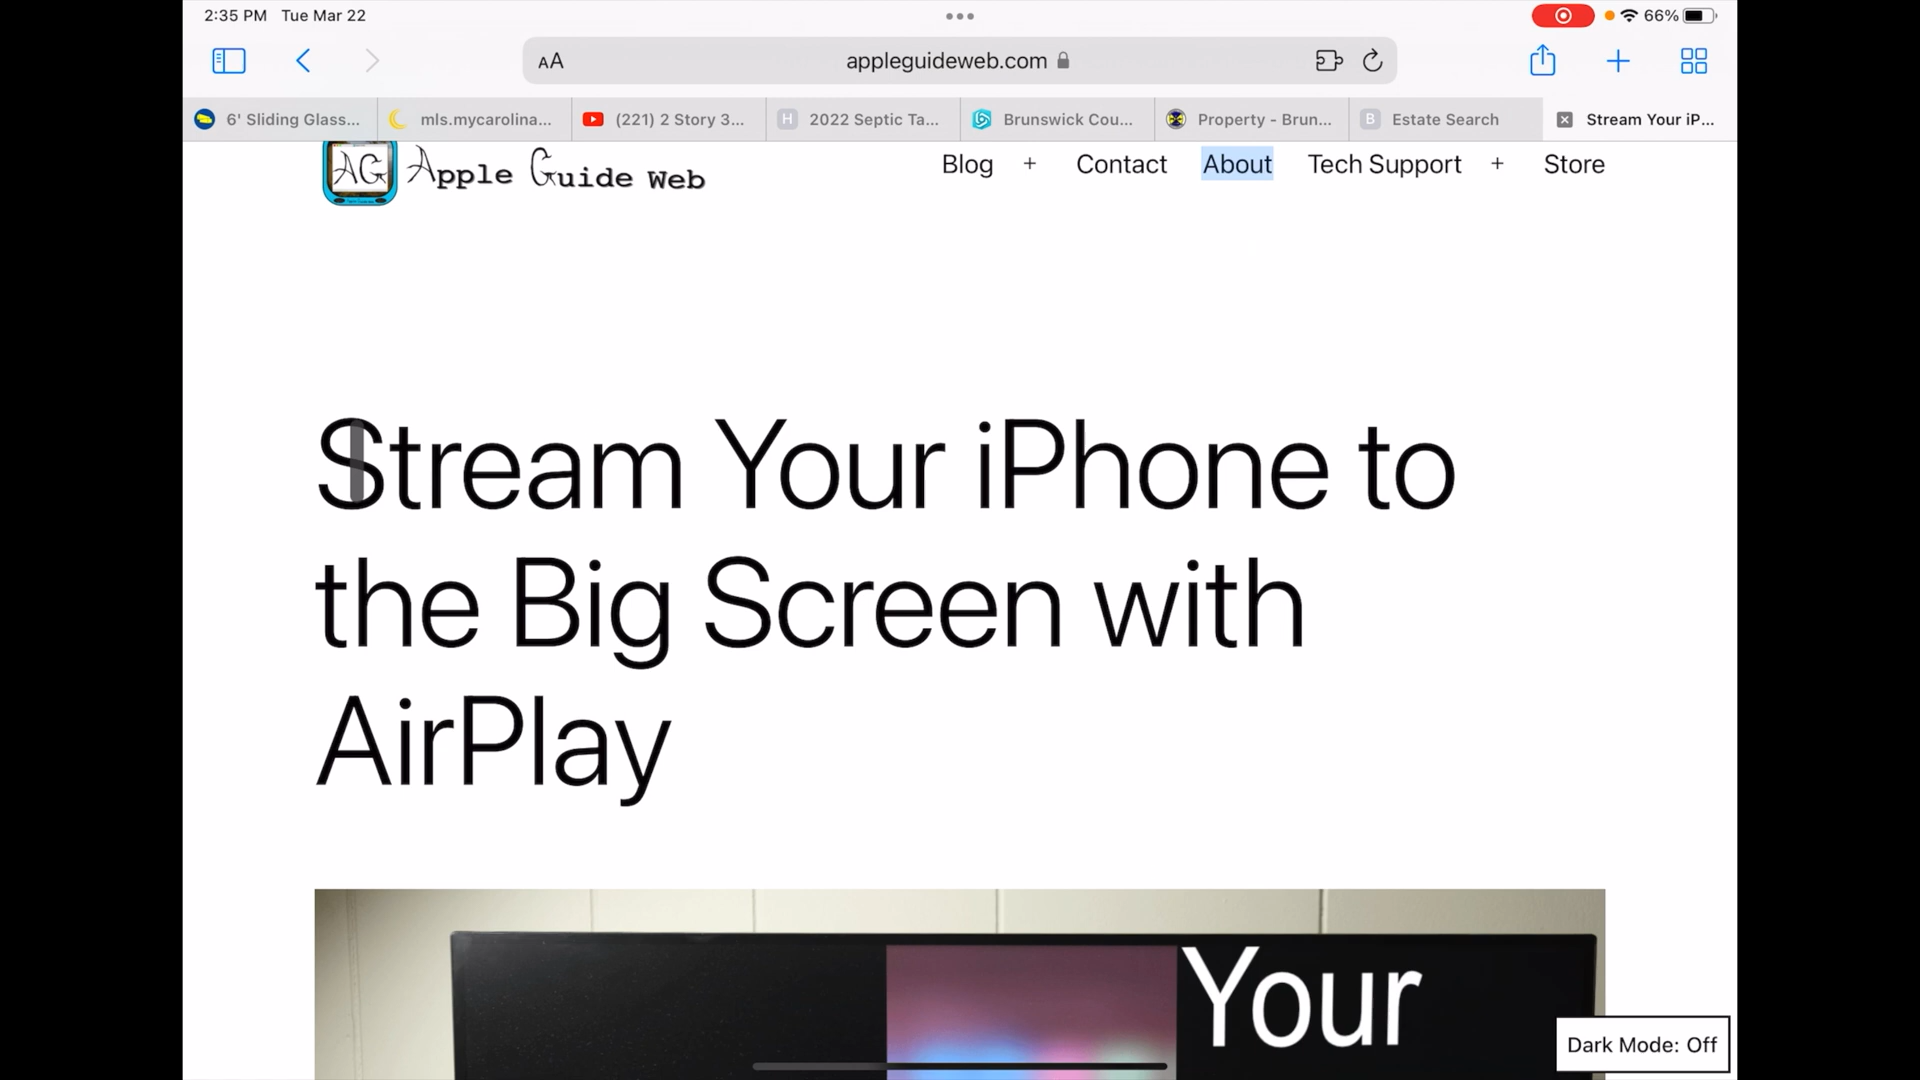 2:35 PM Tue Mar 22
66%
AA appleguideweb.com
6' Sliding Glass...
mls.mycarolina...
(221) 2 Story 3...
H 2022 Septic Ta...
Brunswick Cou...
Property - Brun...
B Estate Search
Stream Your iP...
AG Apple Guide Web
Blog + Contact About Tech Support + Store
Stream Your iPhone to
the Big Screen with
AirPlay
Your
Dark Mode: Off